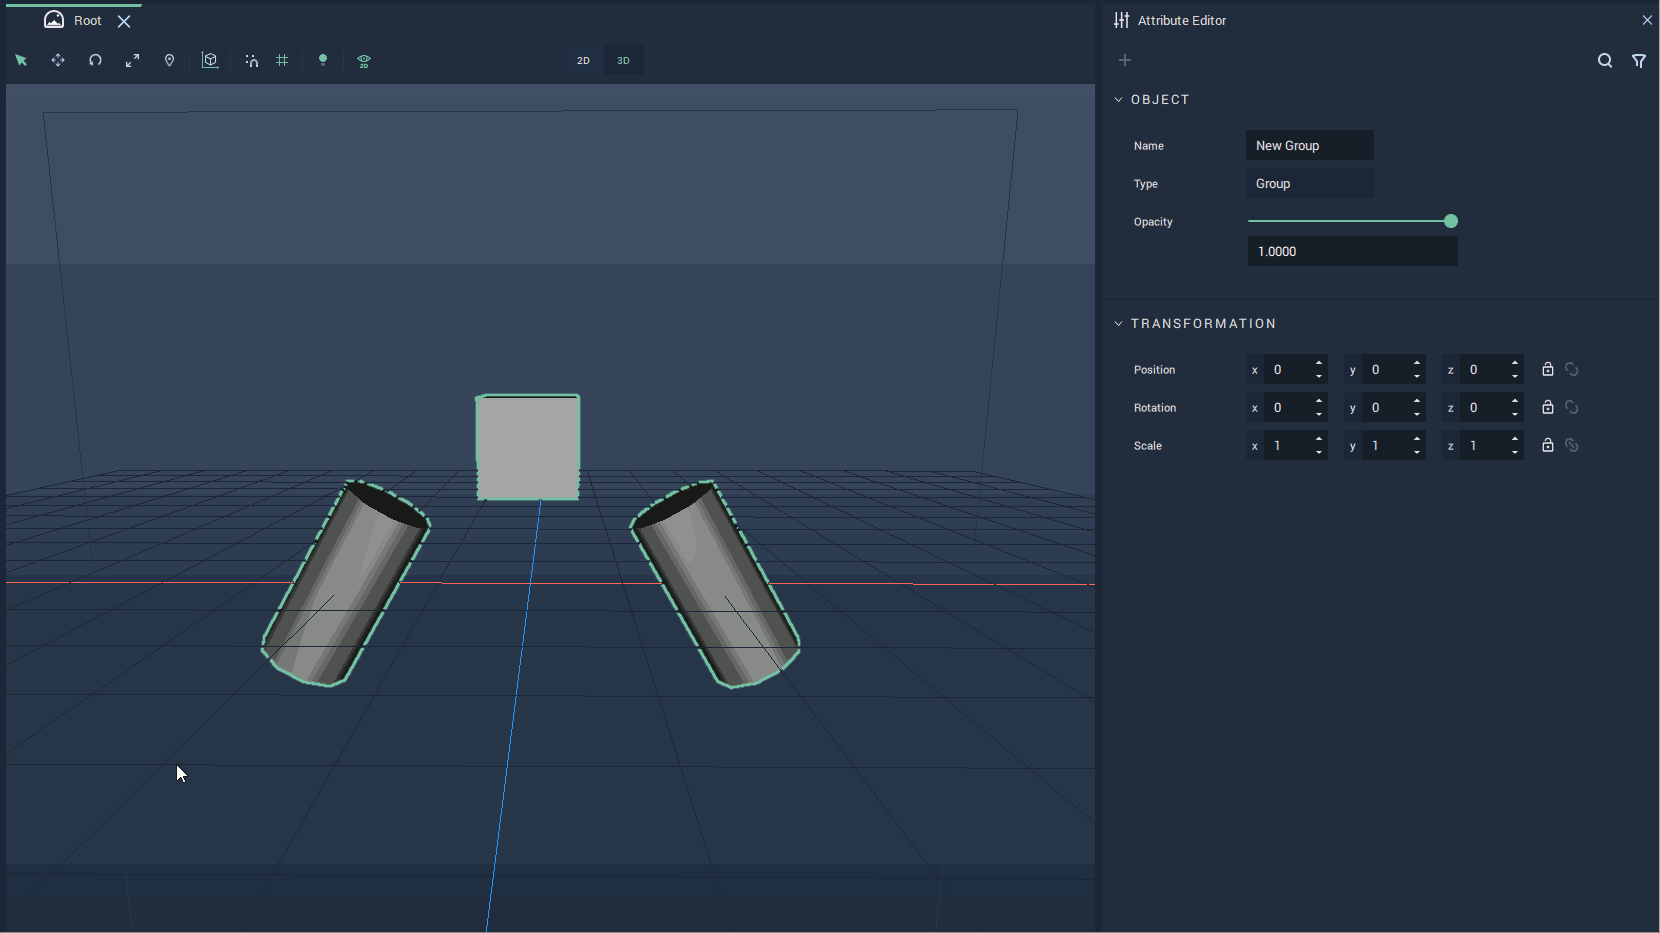 Root
2D
2D 3D
Attribute Editor
OBJECT
Name New Group
Type Group
Opacity
1.0000
TRANSFORMATION
Position x 0 y 0 z 0
Rotation x 0 y 0 z 0
Scale x 1 y 1 z 1